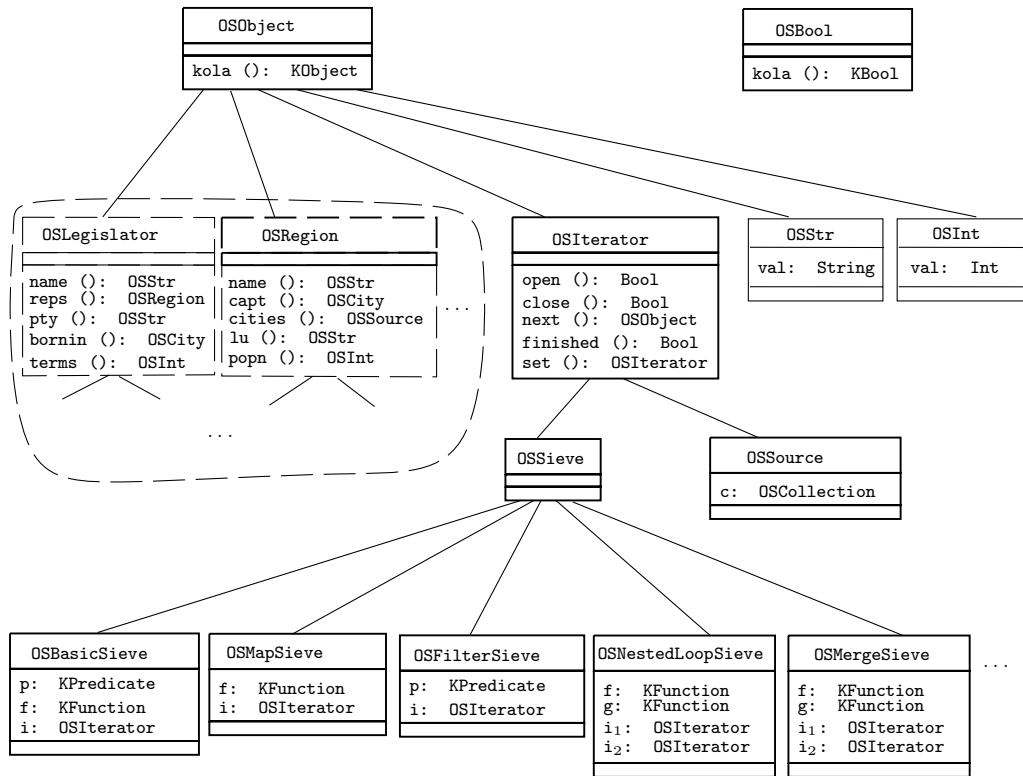 OSObject
kola (): KObject
OSBool
kola (): KBool
OSLegislator
name (): OSStr
reps (): OSRegion
pty (): OSStr
bornin (): OSCity
terms (): OSInt
OSRegion
name (): OSStr
capt (): OSCity
cities (): OSSource
lu (): OSStr
popn (): OSInt
...
...
OSIterator
open (): Bool
close (): Bool
next (): OSObject
finished (): Bool
set (): OSIterator
OSStr
val: String
OSInt
val: Int
OSSieve
OSSource
c: OSCollection
OSBasicSieve
p: KPredicate
f: KFunction
i: OSIterator
OSMapSieve
f: KFunction
i: OSIterator
OSFilterSieve
p: KPredicate
i: OSIterator
OSNestedLoopSieve
f: KFunction
g: KFunction
i₁: OSIterator
i₂: OSIterator
OSMergeSieve
f: KFunction
g: KFunction
i₁: OSIterator
i₂: OSIterator
...